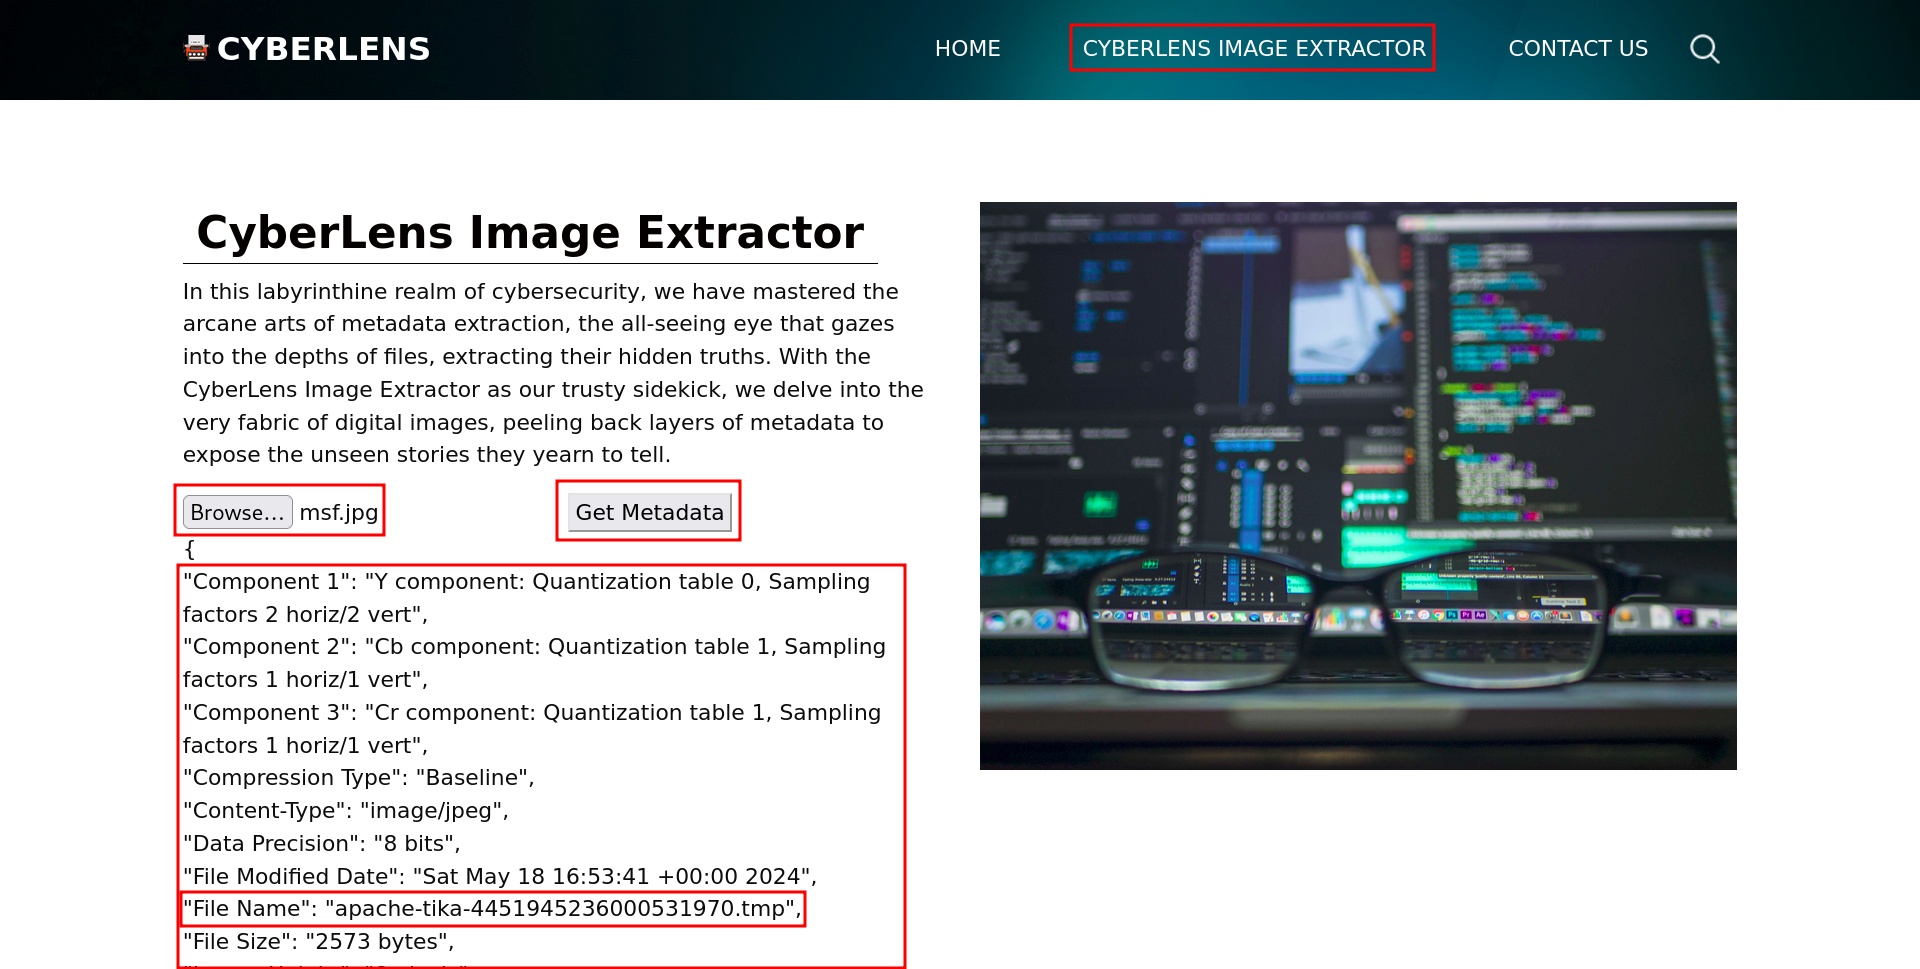 CYBERLENS
HOME
CYBERLENS IMAGE EXTRACTOR
CONTACT US
CyberLens Image Extractor
In this labyrinthine realm of cybersecurity, we have mastered the
arcane arts of metadata extraction, the all-seeing eye that gazes
into the depths of files, extracting their hidden truths. With the
CyberLens Image Extractor as our trusty sidekick, we delve into the
very fabric of digital images, peeling back layers of metadata to
expose the unseen stories they yearn to tell.
Browse... msf.jpg
Get Metadata
{
"Component 1": "Y component: Quantization table 0, Sampling
factors 2 horiz/2 vert",
"Component 2": "Cb component: Quantization table 1, Sampling
factors 1 horiz/1 vert",
"Component 3": "Cr component: Quantization table 1, Sampling
factors 1 horiz/1 vert",
"Compression Type": "Baseline",
"Content-Type": "image/jpeg",
"Data Precision": "8 bits",
"File Modified Date": "Sat May 18 16:53:41 +00:00 2024",
"File Name": "apache-tika-4451945236000531970.tmp",
"File Size": "2573 bytes",